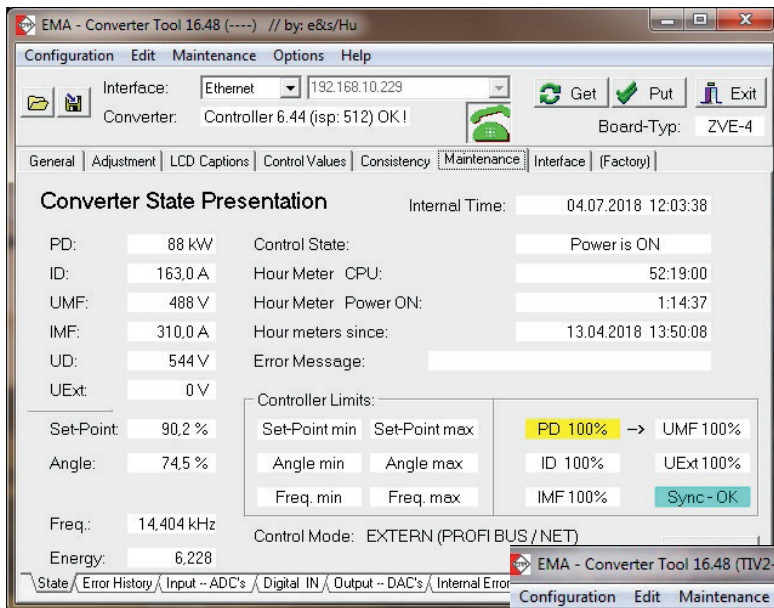 EMA - Converter Tool 16.48 (----) // by: e&s/Hu
Configuration Edit Maintenance Options Help
Interface: Ethernet 192.168.10.229 Get Put Exit
Converter: Controller 6.44 (isp: 512) OK! Board-Typ: ZVE-4
General Adjustment LCD Captions Control Values Consistency Maintenance Interface (Factory)
Converter State Presentation Internal Time: 04.07.2018 12:03:38
PD: 88 kW Control State: Power is ON
ID: 163,0 A Hour Meter CPU: 52:19:00
UMF: 488 V Hour Meter Power ON: 1:14:37
IMF: 310,0 A Hour meters since: 13.04.2018 13:50:08
UD: 544 V Error Message:
UExt: 0 V
Controller Limits:
Set-Point: 90,2 % Set-Point min Set-Point max PD 100% -> UMF 100%
Angle: 74,5 % Angle min Angle max ID 100% UExt 100%
Freq. min Freq. max IMF 100% Sync - OK
Freq.: 14,404 kHz
Control Mode: EXTERN (PROFI BUS / NET)
Energy: 6,228
State Error History Input -- ADC's Digital IN Output -- DAC's Internal Error
EMA - Converter Tool 16.48 (TIV2-
Configuration Edit Maintenance